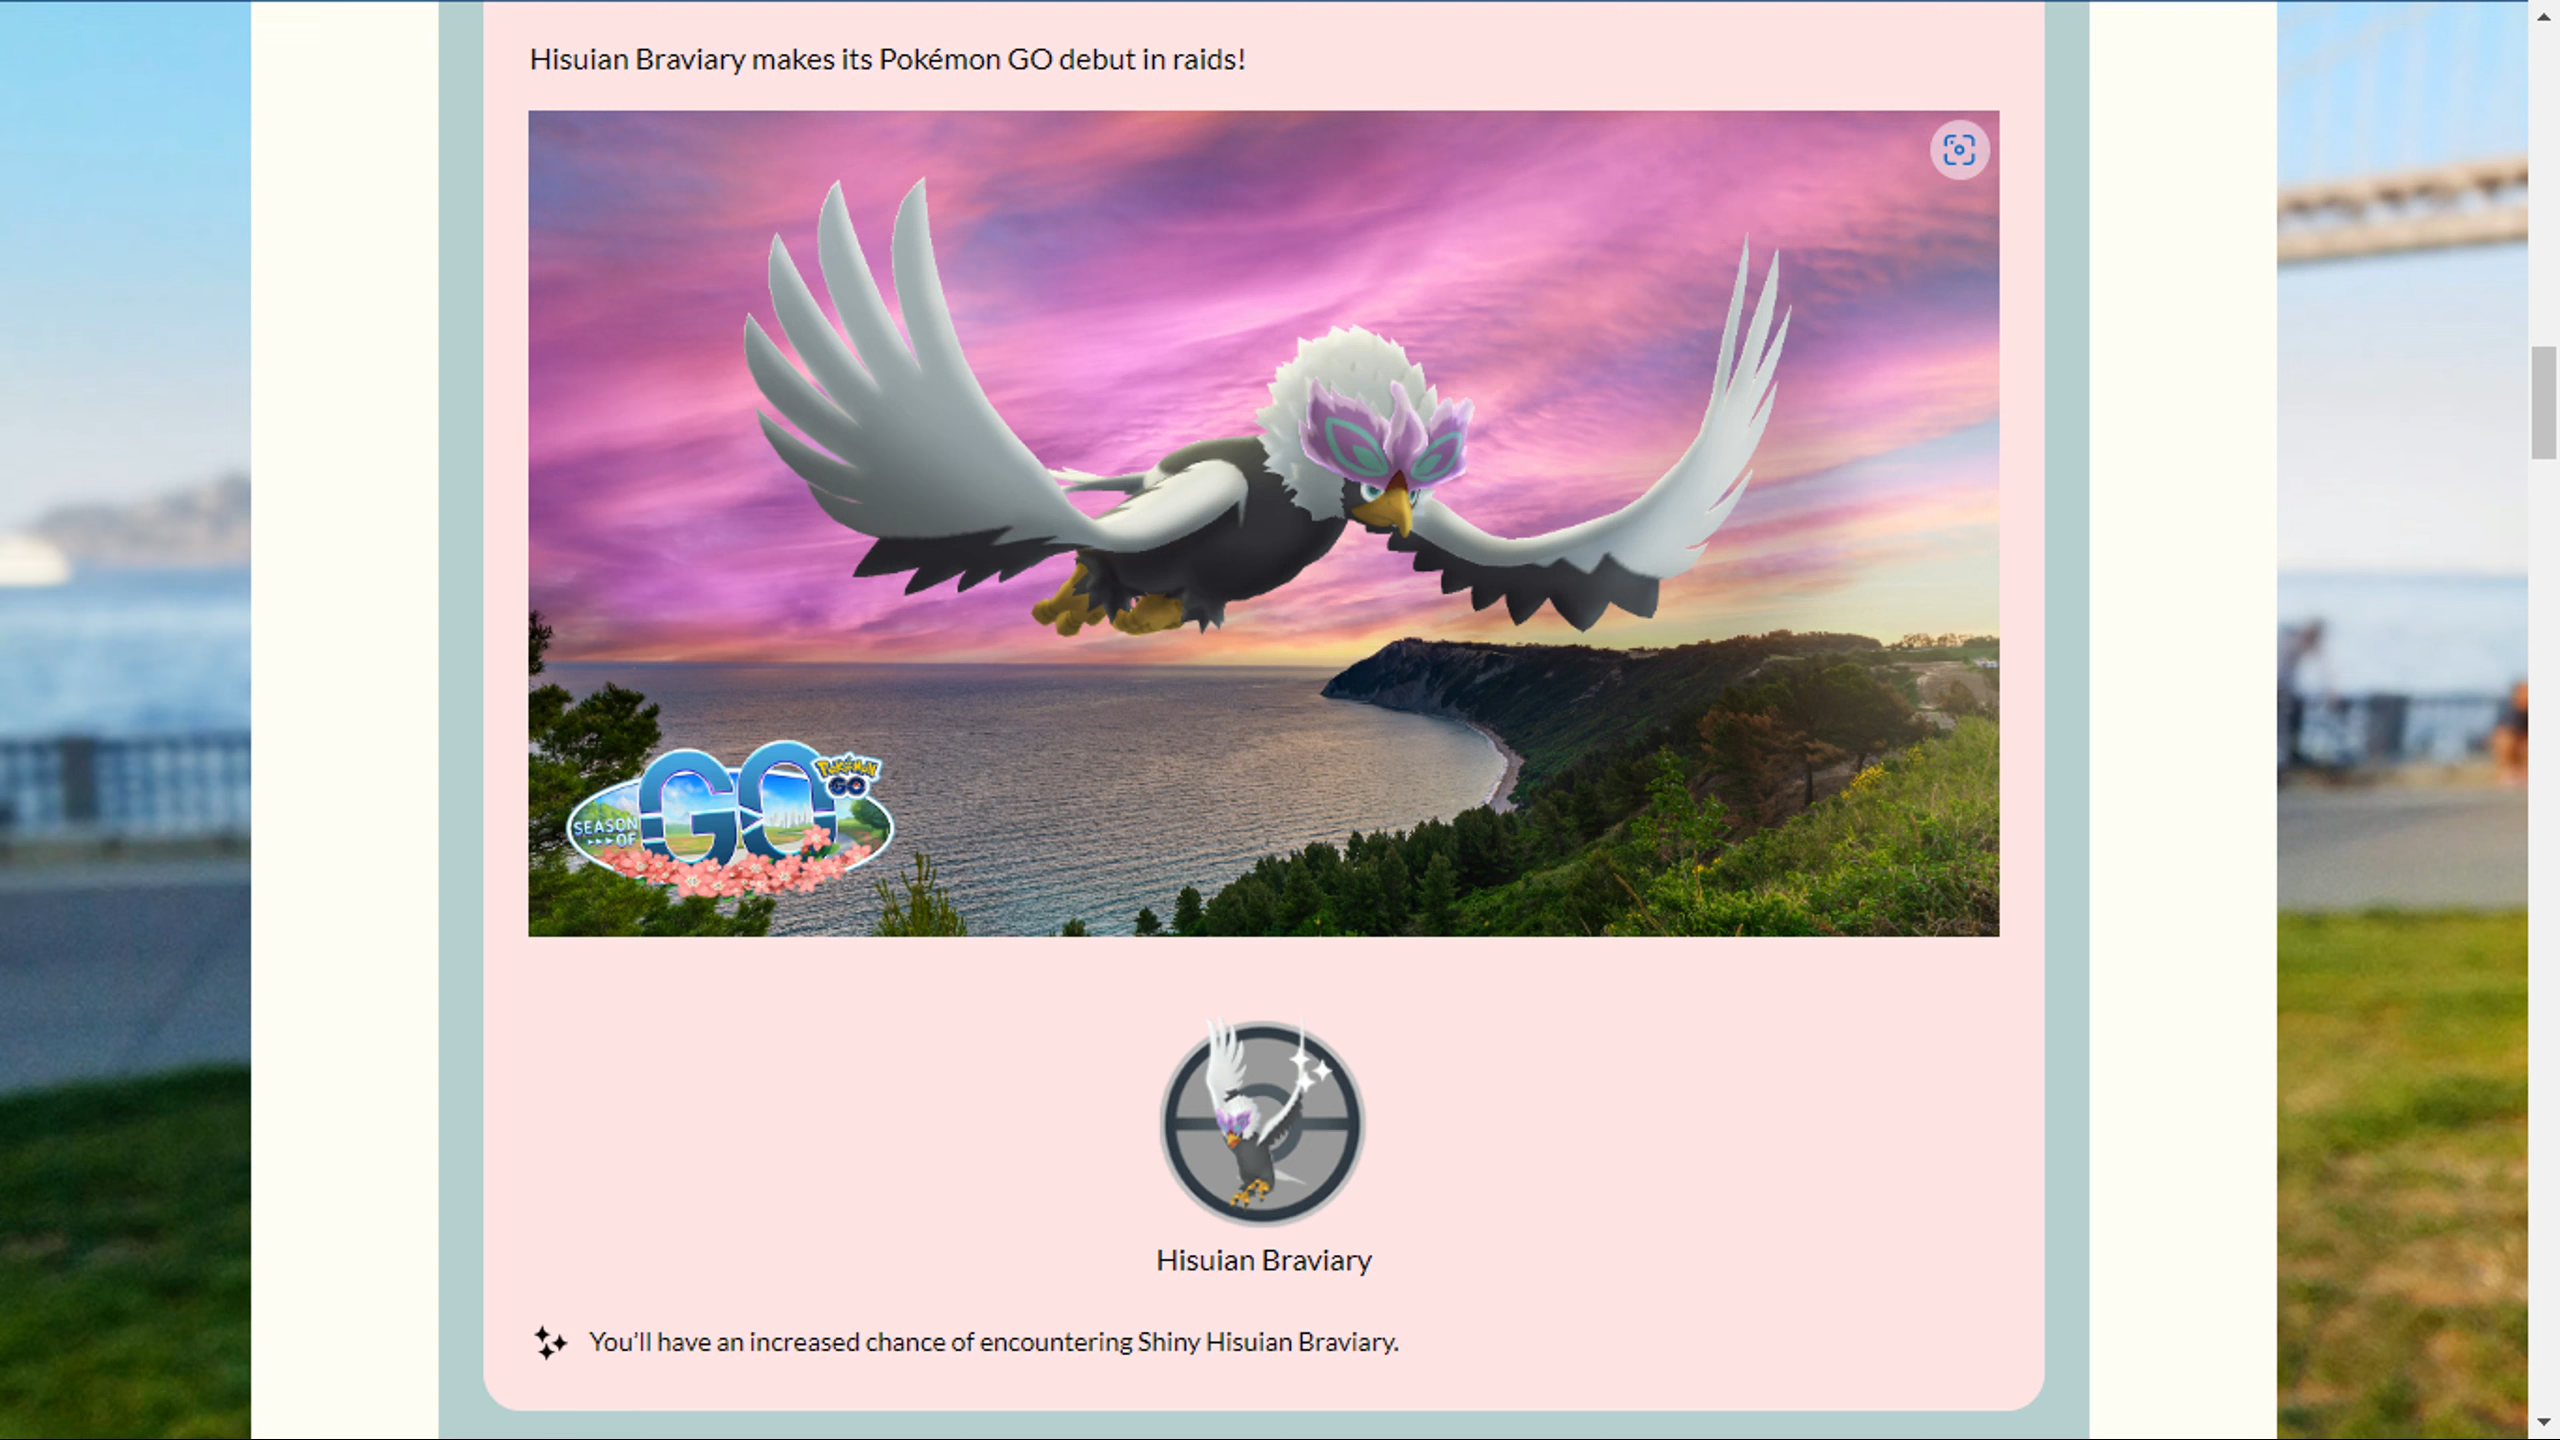 Hisuian Braviary makes its Pokémon GO debut in raids!
SEASON
OF
GO
POKÉMON
GO
Hisuian Braviary
You’ll have an increased chance of encountering Shiny Hisuian Braviary.